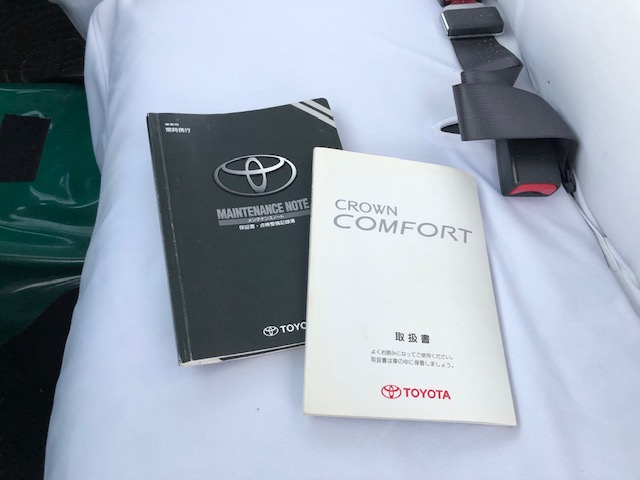 常時携行
MAINTENANCE NOTE
メンテナンスノート
保証書・点検整備記録簿
TOYOTA
CROWN
COMFORT
取扱書
よくお読みになってご使用ください。
取扱書は車の中に保管しましょう。
TOYOTA